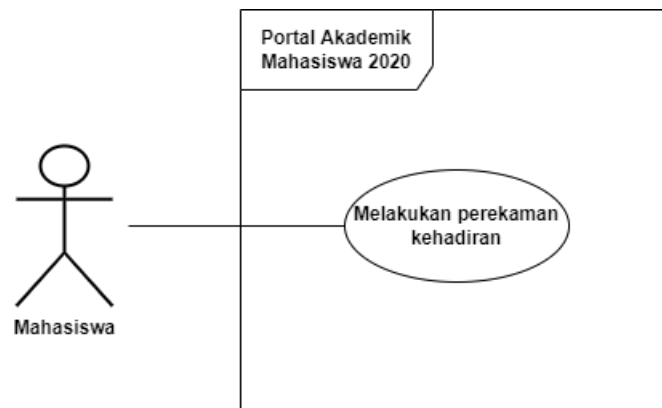 Portal Akademik
Mahasiswa 2020
Melakukan perekaman
kehadiran
Mahasiswa